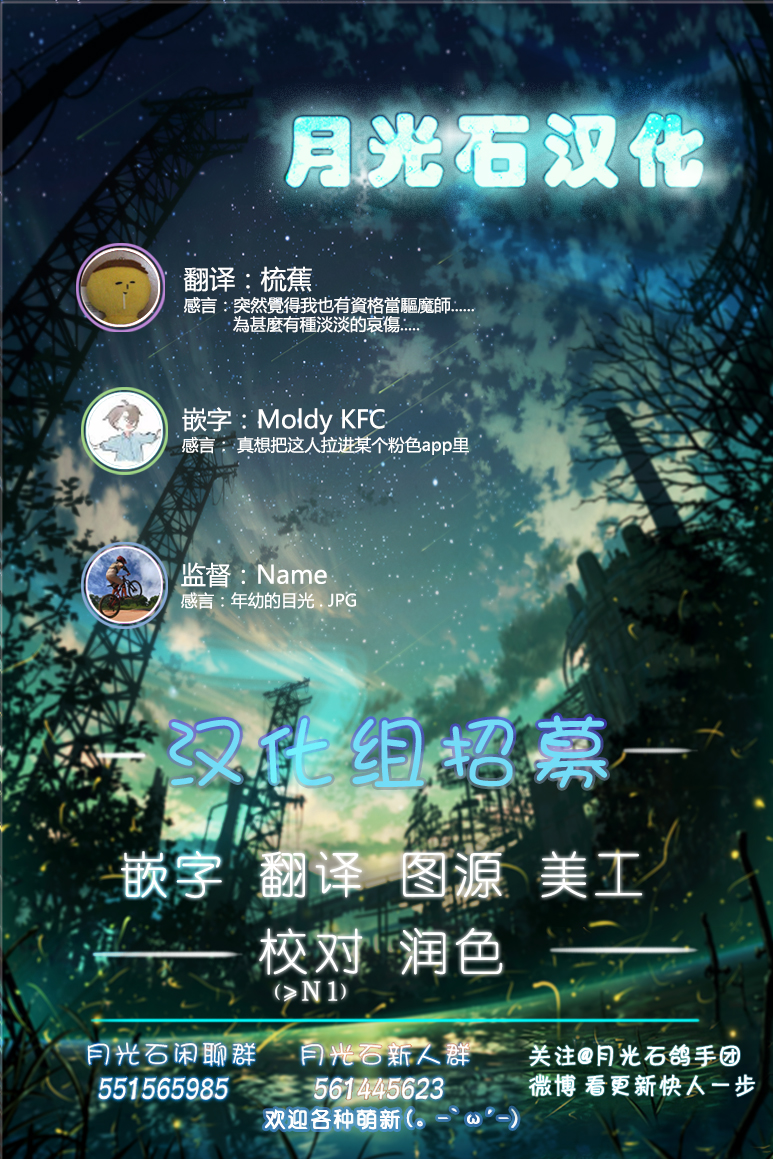 月光石汉化
翻译：梳蕉
感言：突然覺得我也有資格當驅魔師......
為甚麼有種淡淡的哀傷.....
嵌字：Moldy KFC
感言： 真想把这人拉进某个粉色app里
监督：Name
感言：年幼的目光 . JPG
汉化组招募
嵌字 翻译 图源 美工
校对 润色
(≥N1)
月光石闲聊群 月光石新人群 关注@月光石鸽手团
551565985 561445623 微博 看更新快人一步
欢迎各种萌新(。-`ω´-)